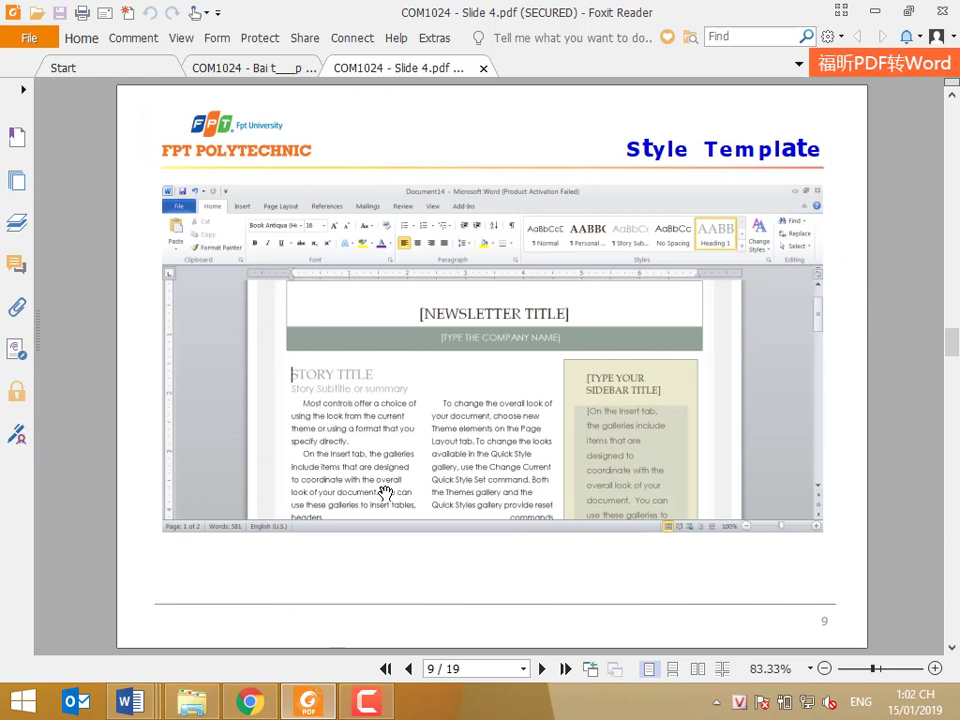 COM1024 - Slide 4.pdf (SECURED) - Foxit Reader
File Home Comment View Form Protect Share Connect Help Extras Tell me what you want to do.. Find
Start COM1024 - Bai t___p ... COM1024 - Slide 4.pdf ... 福昕PDF转Word
FPT Fpt University
FPT POLYTECHNIC
Style Template
Document14 - Microsoft Word (Product Activation Failed)
File Home Insert Page Layout References Mailings Review View Add-Ins
Cut
Copy
Format Painter
Paste
Clipboard
Book Antiqua (He 16
Font
Paragraph
AaBbCc AABBC AaBbCc AaBbCc AABB
¶ Normal ¶ Personal ... ¶ Story Sub... No Spacing Heading 1
Change Styles
Styles
Find
Replace
Select
Editing
[NEWSLETTER TITLE]
[TYPE THE COMPANY NAME]
STORY TITLE
Story Subtitle or summary
Most controls offer a choice of
using the look from the current
theme or using a format that you
specify directly.
On the Insert tab, the galleries
include items that are designed
to coordinate with the overall
look of your document. You can
use these galleries to insert tables,
headers
To change the overall look of
your document, choose new
Theme elements on the Page
Layout tab. To change the looks
available in the Quick Style
gallery, use the Change Current
Quick Style Set command. Both
the Themes gallery and the
Quick Styles gallery provide reset
commands
[TYPE YOUR
SIDEBAR TITLE]
[On the Insert tab,
the galleries include
items that are
designed to
coordinate with the
overall look of your
document. You can
use these galleries to
Page: 1 of 2 Words: 581 English (U.S.) 100%
9
9 / 19 83.33%
ENG 1:02 CH
15/01/2019